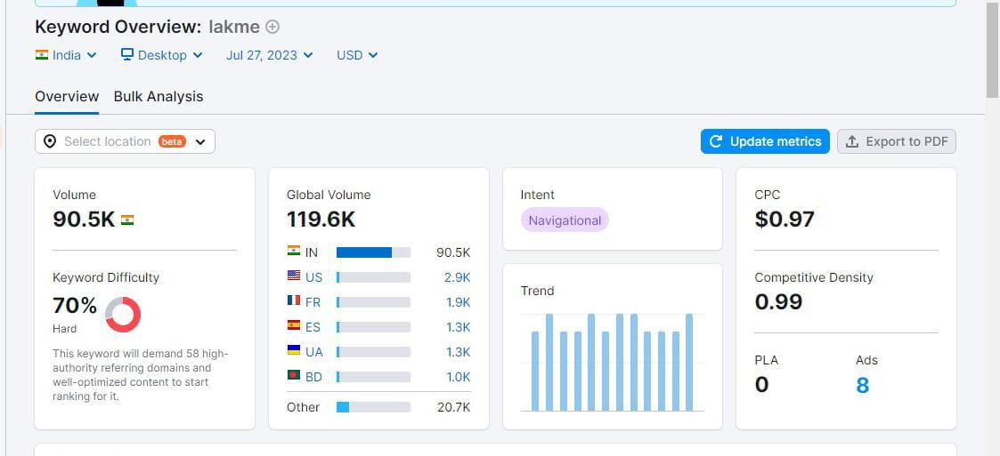 Keyword Overview: lakme
India Desktop Jul 27, 2023 USD
Overview Bulk Analysis
Select location beta
Update metrics Export to PDF
Volume
90.5K
Keyword Difficulty
70%
Hard
This keyword will demand 58 high-
authority referring domains and
well-optimized content to start
ranking for it.
Global Volume
119.6K
IN 90.5K
US 2.9K
FR 1.9K
ES 1.3K
UA 1.3K
BD 1.0K
Other 20.7K
Intent
Navigational
Trend
CPC
$0.97
Competitive Density
0.99
PLA Ads
0 8